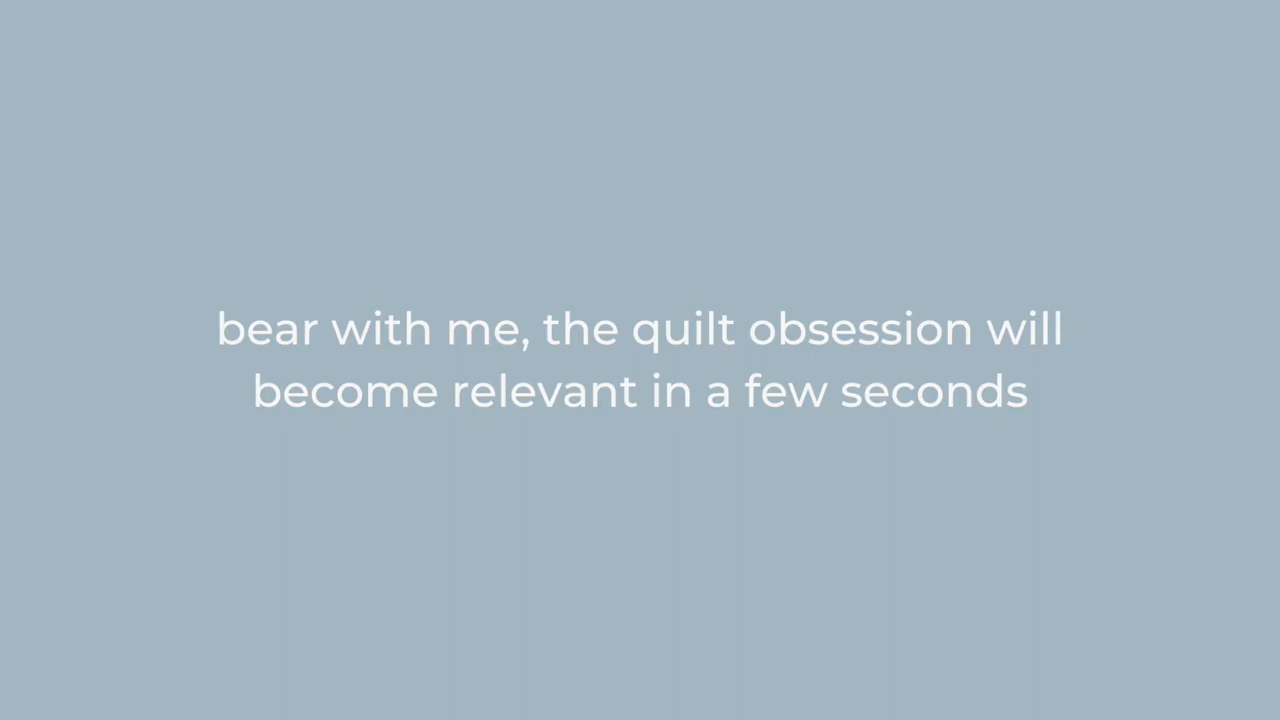 bear with me, the quilt obsession will
become relevant in a few seconds